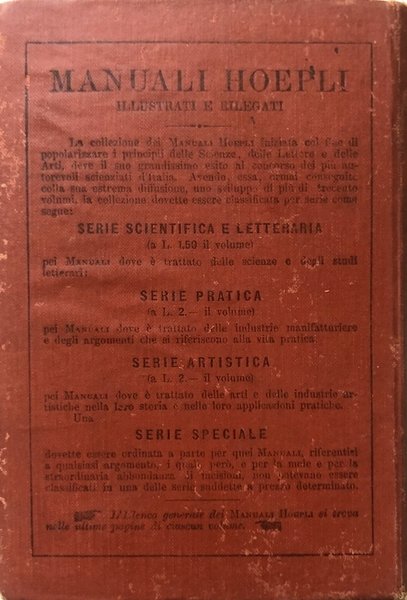 MANUALI HOEPLI
ILLUSTRATI E RILEGATI
La collezione dei MANUALI HOEPLI iniziata col fine di
popolarizzare i principi delle Scienze, delle Lettere e delle
Arti, deve il suo grandissimo esito al concorso dei più au-
torevoli scienziati d'Italia. Avendo, essa, ormai conseguito
colla sua estrema diffusione, uno sviluppo di più di trecento
volumi, la collezione dovette essere classificata per serie come
segue:
SERIE SCIENTIFICA E LETTERARIA
(a L. 1.50 il volume)
pei MANUALI dove è trattato delle scienze e degli studi
letterari;
SERIE PRATICA
(a L. 2.— il volume)
pei MANUALI dove è trattato delle industrie manifatturiere
e degli argomenti che si riferiscono alla vita pratica.
SERIE ARTISTICA
(a L. 2.— il volume)
pei MANUALI dove è trattato delle arti e delle industrie ar-
tistiche nella loro storia e nelle loro applicazioni pratiche.
Una
SERIE SPECIALE
dovette essere ordinata a parte per quei MANUALI, riferentisi
a qualsiasi argomento, i quali, però, e per la mole e per la
straordinaria abbondanza di incisioni, non potevano essere
classificati in una delle serie suddette a prezzo determinato.
L'Elenco generale dei MANUALI HOEPLI si trova
nelle ultime pagine di ciascun volume.